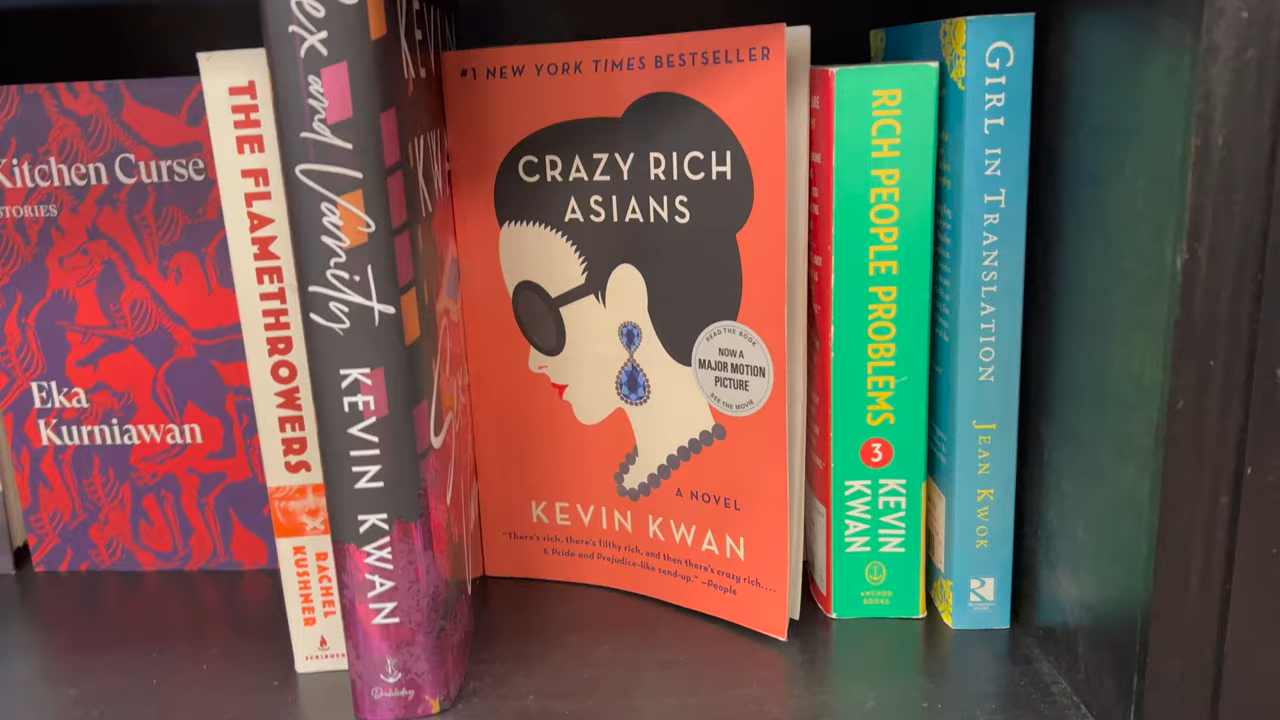 Kitchen Curse
STORIES
Eka
Kurniawan
THE FLAMETHROWERS
RACHEL
KUSHNER
SCRIBNER
ex and Vanity
KEVIN KWAN
Doubleday
#1 NEW YORK TIMES BESTSELLER
CRAZY RICH
ASIANS
READ THE BOOK
NOW A
MAJOR MOTION
PICTURE
SEE THE MOVIE
A NOVEL
KEVIN KWAN
"There's rich, there's filthy rich, and then there's crazy rich....
A Pride and Prejudice-like send-up." —People
RICH PEOPLE PROBLEMS
3
KEVIN
KWAN
ANCHOR
BOOKS
GIRL IN TRANSLATION
JEAN KWOK